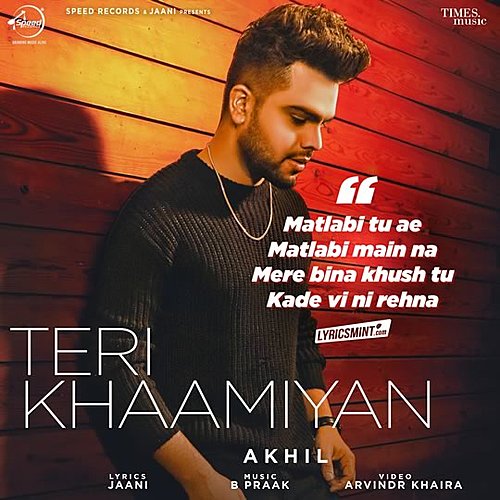 SPEED RECORDS & JAANI PRESENTS
Speed
TIMES
music
Matlabi tu ae
Matlabi main na
Mere bina khush tu
Kade vi ni rehna
LYRICSMINT.com
TERI
KHAAMIYAN
AKHIL
LYRICS MUSIC VIDEO
JAANI B PRAAK ARVINDR KHAIRA